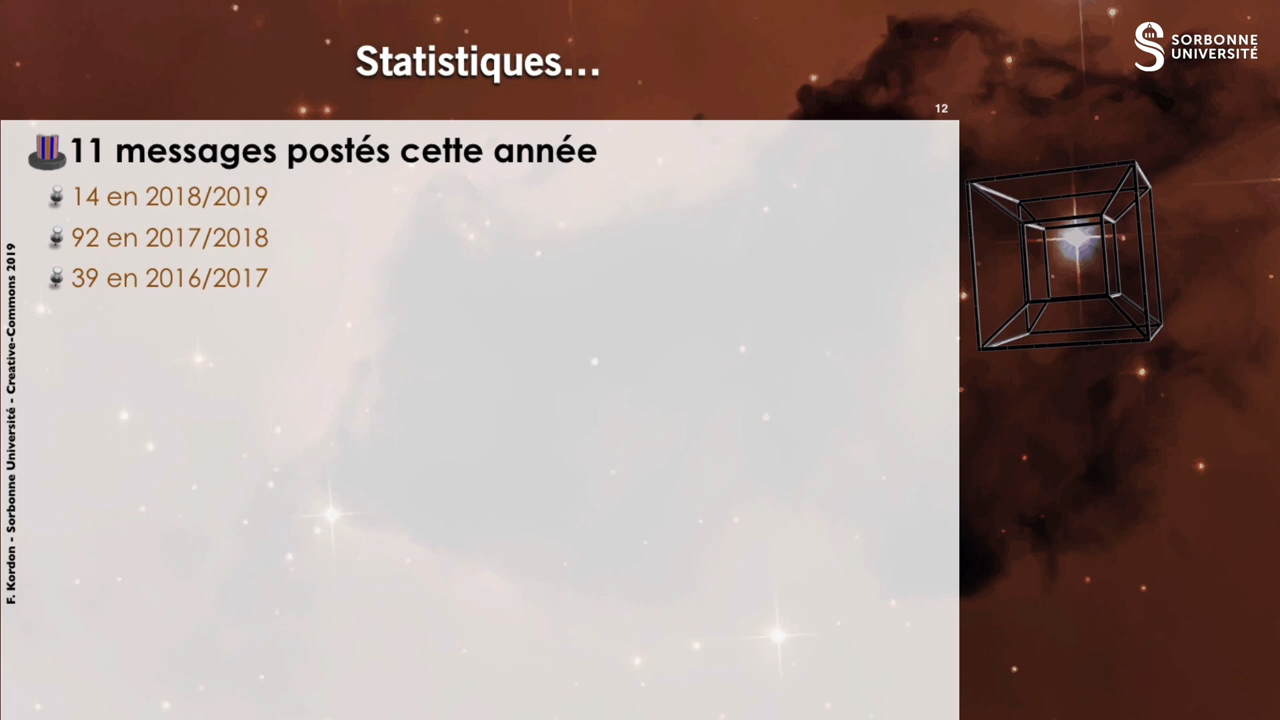 Statistiques...
SORBONNE
UNIVERSITÉ
12
11 messages postés cette année
14 en 2018/2019
92 en 2017/2018
39 en 2016/2017
F. Kordon - Sorbonne Université - Creative-Commons 2019